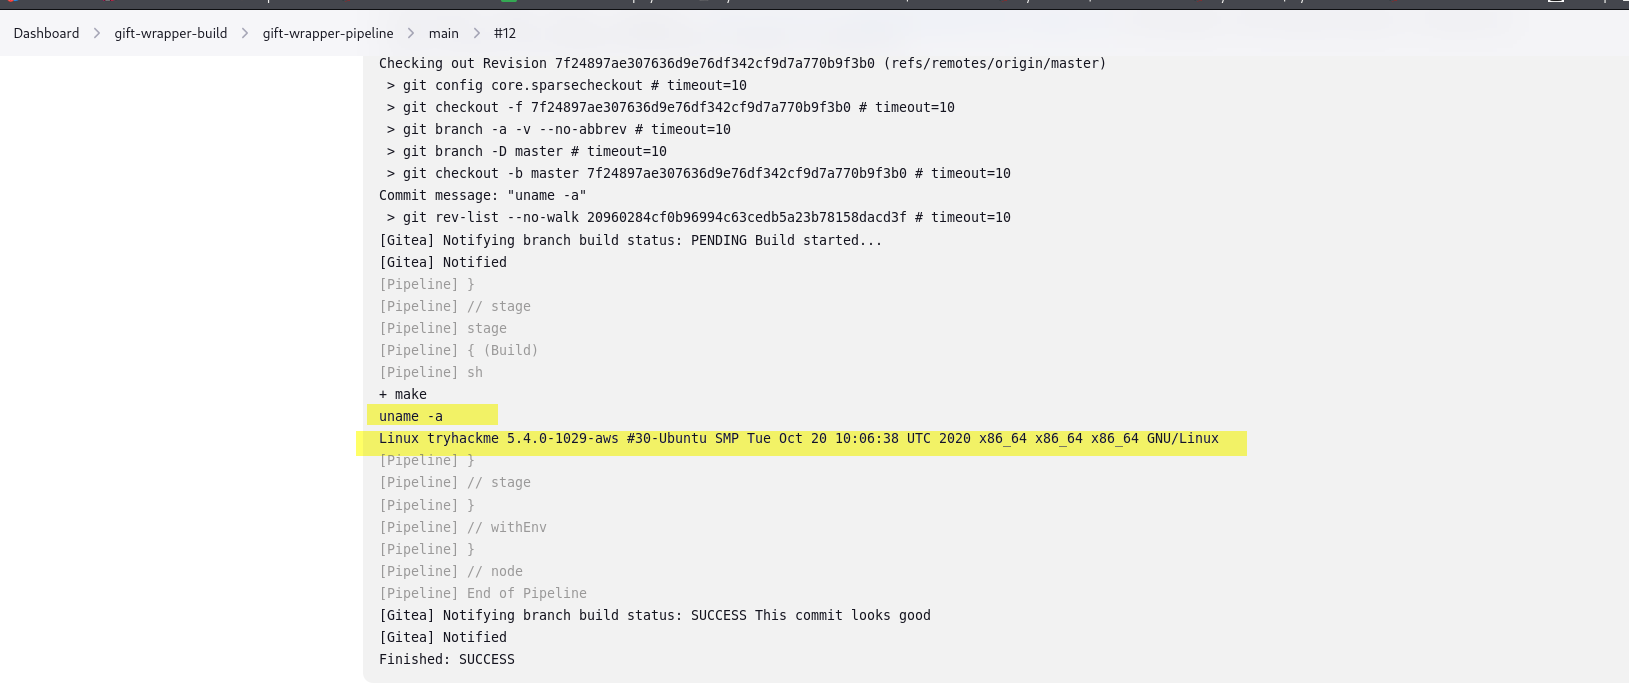 Dashboard > gift-wrapper-build > gift-wrapper-pipeline > main > #12
Checking out Revision 7f24897ae307636d9e76df342cf9d7a770b9f3b0 (refs/remotes/origin/master)
> git config core.sparsecheckout # timeout=10
> git checkout -f 7f24897ae307636d9e76df342cf9d7a770b9f3b0 # timeout=10
> git branch -a -v --no-abbrev # timeout=10
> git branch -D master # timeout=10
> git checkout -b master 7f24897ae307636d9e76df342cf9d7a770b9f3b0 # timeout=10
Commit message: "uname -a"
> git rev-list --no-walk 20960284cf0b96994c63cedb5a23b78158dacd3f # timeout=10
[Gitea] Notifying branch build status: PENDING Build started...
[Gitea] Notified
[Pipeline] }
[Pipeline] // stage
[Pipeline] stage
[Pipeline] { (Build)
[Pipeline] sh
+ make
uname -a
Linux tryhackme 5.4.0-1029-aws #30-Ubuntu SMP Tue Oct 20 10:06:38 UTC 2020 x86_64 x86_64 x86_64 GNU/Linux
[Pipeline] }
[Pipeline] // stage
[Pipeline] }
[Pipeline] // withEnv
[Pipeline] }
[Pipeline] // node
[Pipeline] End of Pipeline
[Gitea] Notifying branch build status: SUCCESS This commit looks good
[Gitea] Notified
Finished: SUCCESS